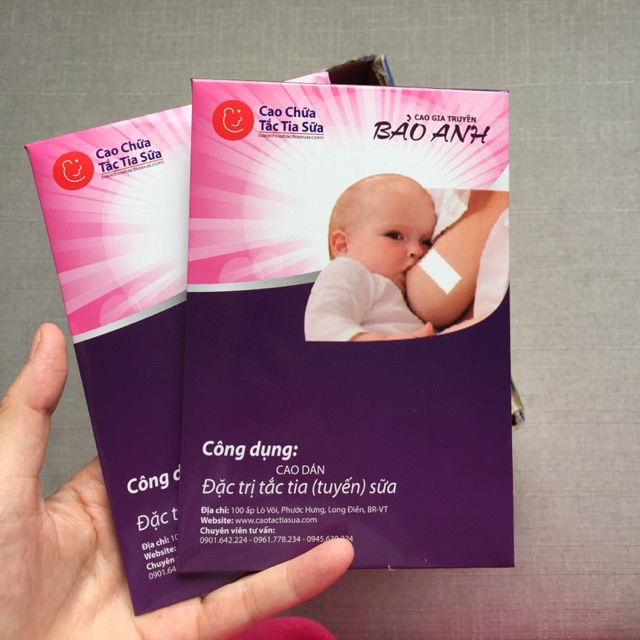 Cao Chữa
Tắc Tia Sữa
CAO GIA TRUYỀN
BẢO ANH
Công dụng:
CAO DÁN
Đặc trị tắc tia (tuyến) sữa
Địa chỉ: 100 ấp Lò Vôi, Phước Hưng, Long Điền, BR-VT
Website: www.caotactiasua.com
Chuyên viên tư vấn:
0901.642.224 - 0961.778.234 -
Cao Chữa
Tắc Tia Sữa
Công
Đặc
Địa chỉ:
Website:
Chuyên